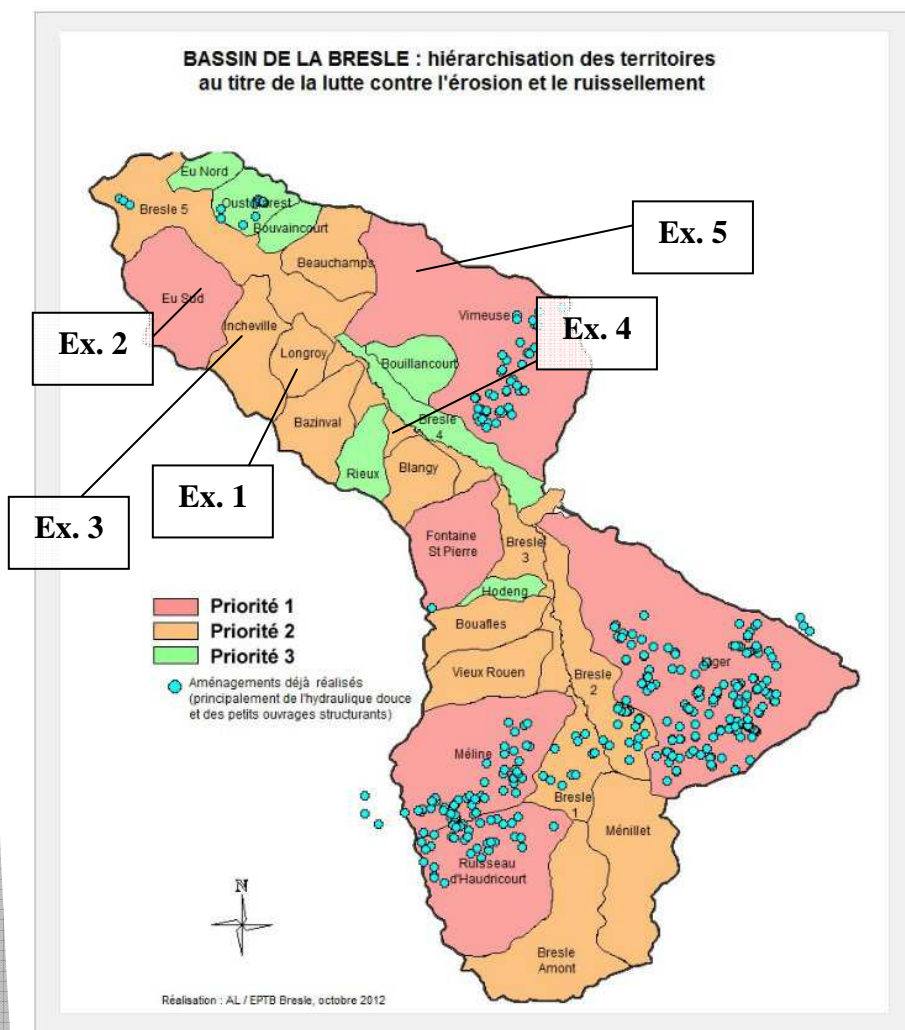 BASSIN DE LA BRESLE : hiérarchisation des territoires
au titre de la lutte contre l'érosion et le ruissellement
Eu Nord
Bresle 5
Bouvaincourt
Beauchamps
Ex. 5
Eu Sud
Vimeuse
Ex. 2
Incheville
Ex. 4
Longroy
Bouillancourt
Bazinval
Bresle
4
Rieux
Blangy
Ex. 1
Ex. 3
Fontaine
St Pierre
Bresle
3
Hodeng
Priorité 1
Priorité 2
Priorité 3
Bouafles
Vieux Rouen
Bresle
2
Aménagements déjà réalisés
(principalement de l'hydraulique douce
et des petits ouvrages structurants)
Méline
Bresle
1
Ménillet
Ruisseau
d'Haudricourt
N
Bresle
Amont
Réalisation : AL / EPTB Bresle, octobre 2012